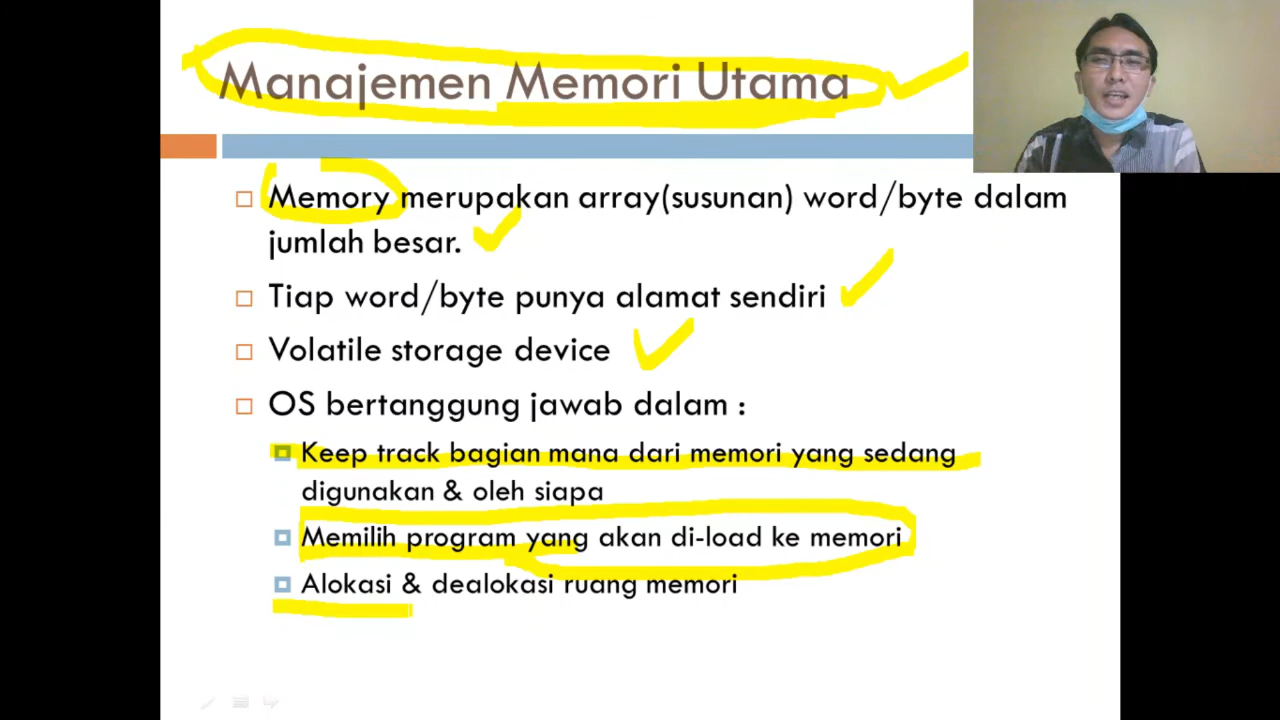 Manajemen Memori Utama
Memory merupakan array(susunan) word/byte dalam
jumlah besar.
Tiap word/byte punya alamat sendiri
Volatile storage device
OS bertanggung jawab dalam :
Keep track bagian mana dari memori yang sedang
digunakan & oleh siapa
Memilih program yang akan di-load ke memori
Alokasi & dealokasi ruang memori